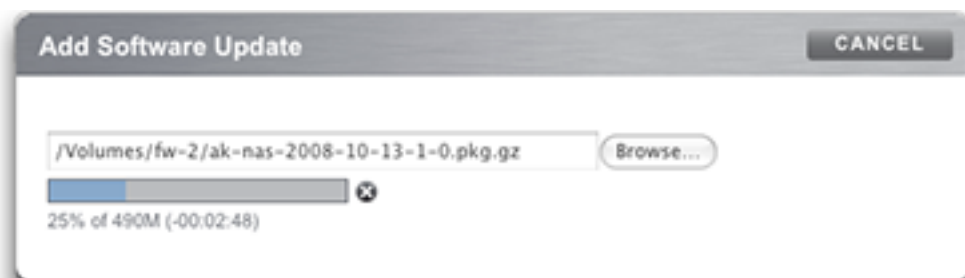 Add Software Update
CANCEL
/Volumes/fw-2/ak-nas-2008-10-13-1-0.pkg.gz
Browse...
25% of 490M (-00:02:48)